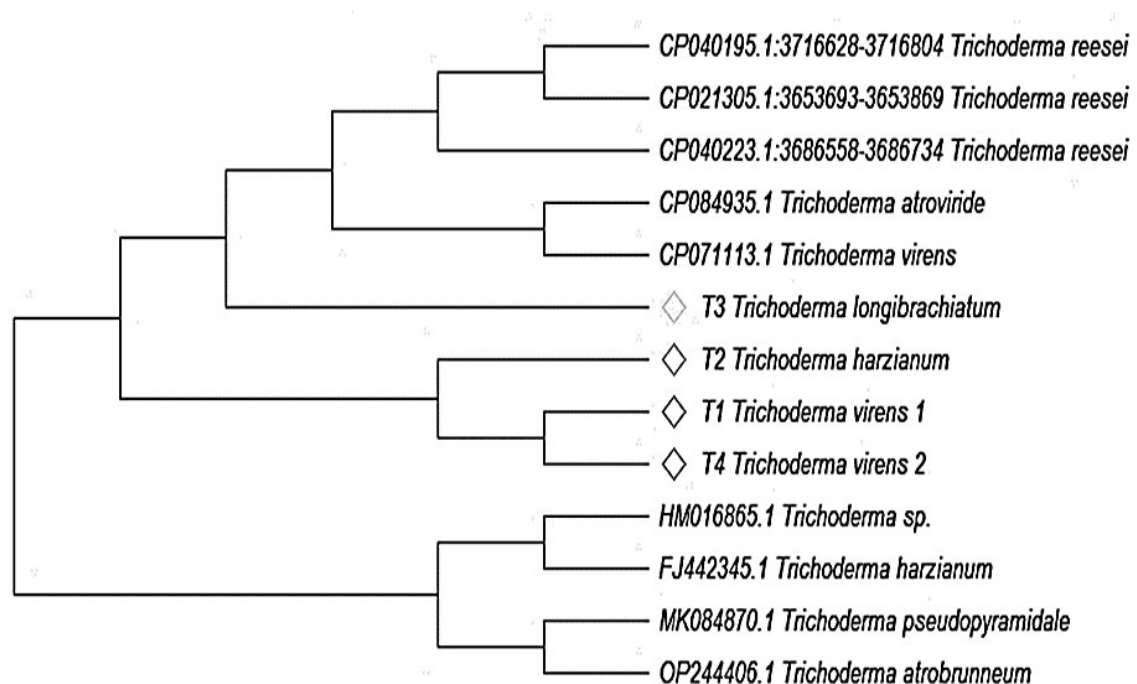 CP040195.1:3716628-3716804 Trichoderma reesei
CP021305.1:3653693-3653869 Trichoderma reesei
CP040223.1:3686558-3686734 Trichoderma reesei
CP084935.1 Trichoderma atroviride
CP071113.1 Trichoderma virens
T3 Trichoderma longibrachiatum
T2 Trichoderma harzianum
T1 Trichoderma virens 1
T4 Trichoderma virens 2
HM016865.1 Trichoderma sp.
FJ442345.1 Trichoderma harzianum
MK084870.1 Trichoderma pseudopyramidale
OP244406.1 Trichoderma atrobrunneum